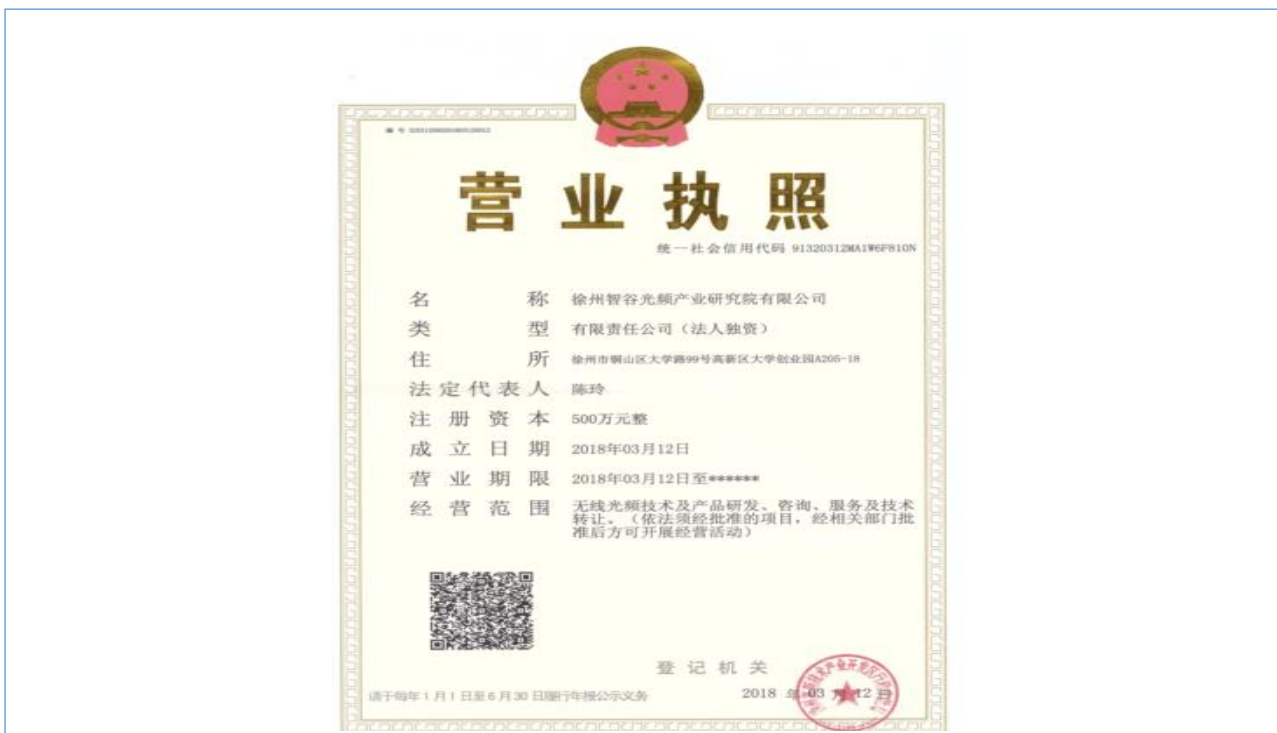 营业执照
统一社会信用代码 91320312MA1W6F810N
名称 徐州智谷光频产业研究院有限公司
类型 有限责任公司（法人独资）
住所 徐州市铜山区大学路99号高新区大学创业园A205-18
法定代表人 陈玲
注册资本 500万元整
成立日期 2018年03月12日
营业期限 2018年03月12日至******
经营范围 无线光频技术及产品研发、咨询、服务及技术
转让。（依法须经批准的项目，经相关部门批
准后方可开展经营活动）
登记机关
请于每年1月1日至6月30日履行年报公示义务
2018 年 03 月 12 日